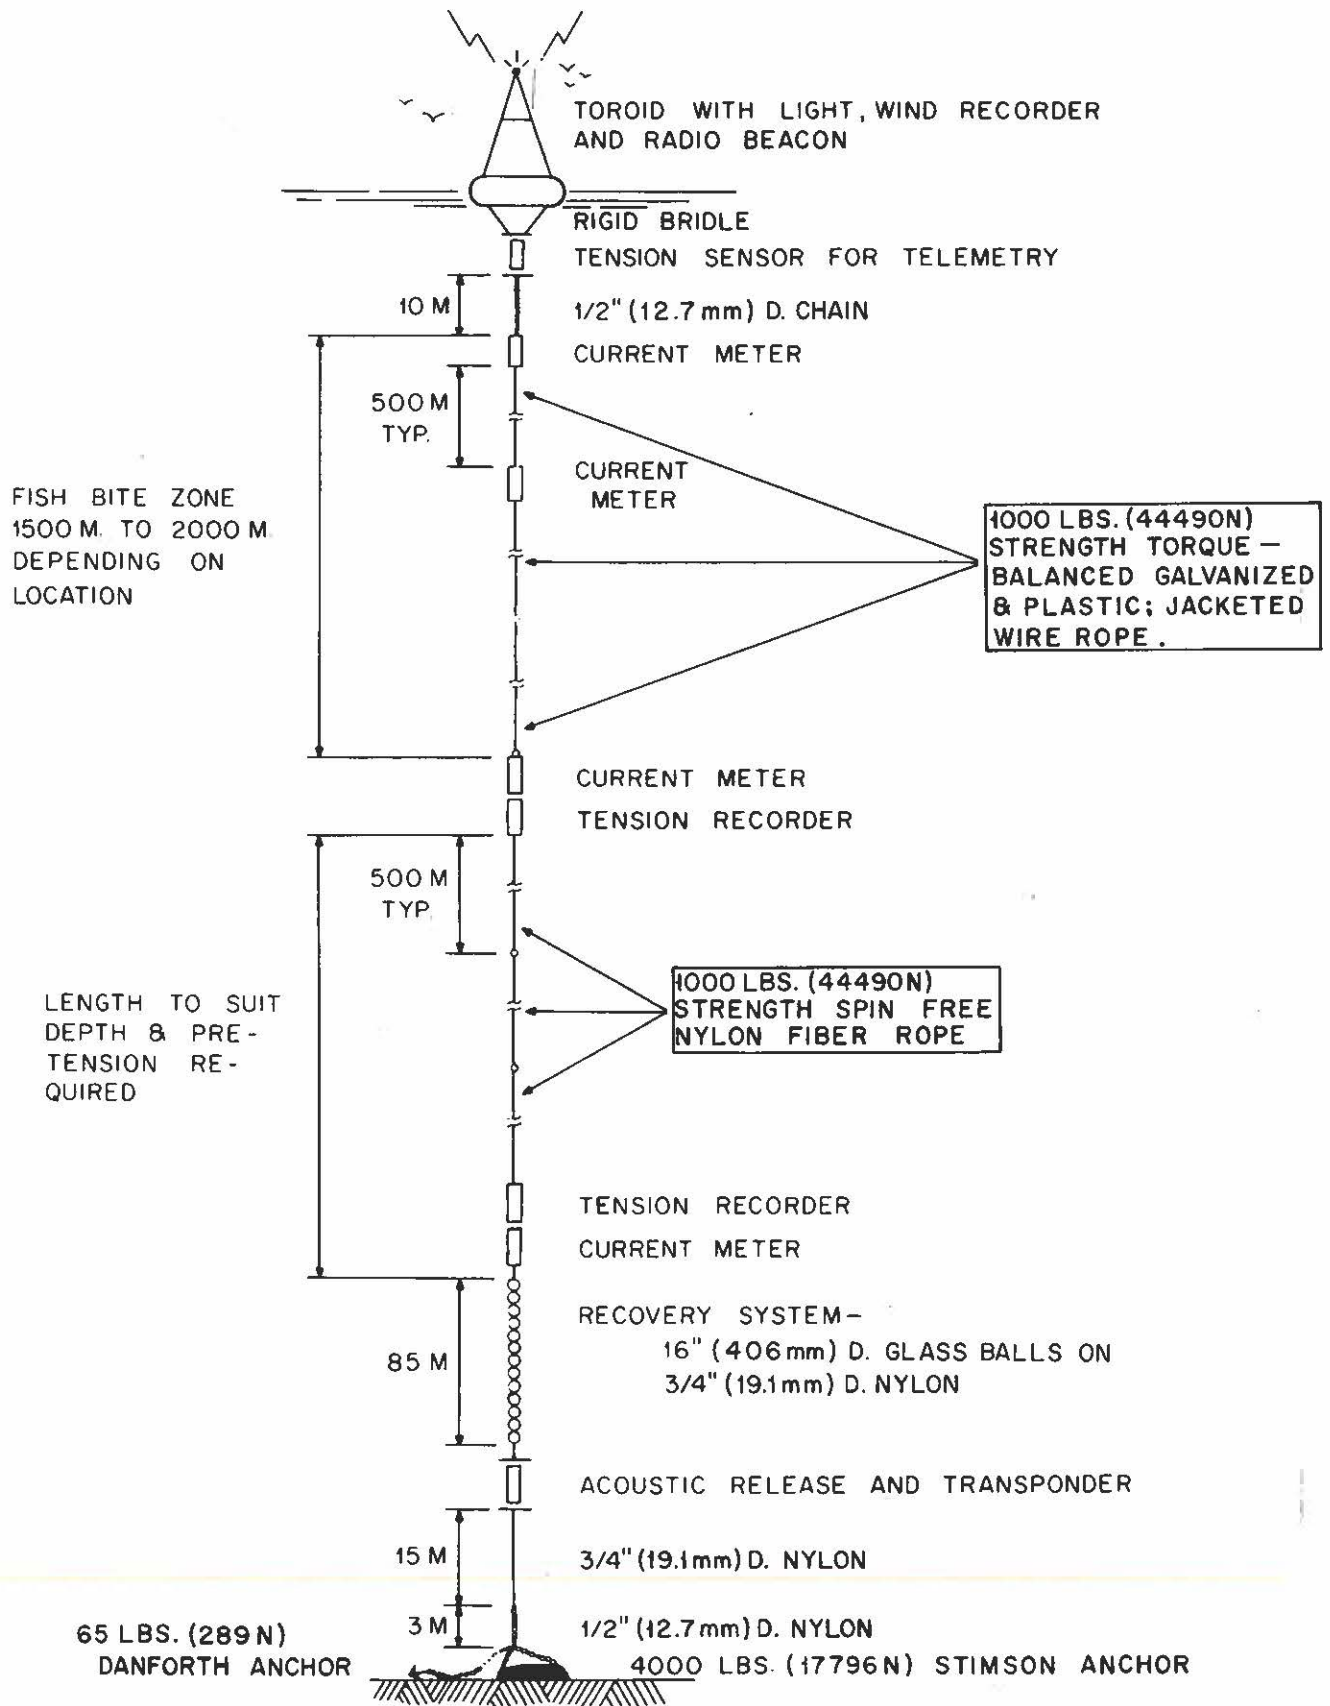 TOROID WITH LIGHT, WIND RECORDER
AND RADIO BEACON
RIGID BRIDLE
TENSION SENSOR FOR TELEMETRY
10 M
1/2" (12.7 mm) D. CHAIN
CURRENT METER
500 M
TYP.
CURRENT
METER
FISH BITE ZONE
1500 M. TO 2000 M.
DEPENDING ON
LOCATION
1000 LBS. (44490N)
STRENGTH TORQUE –
BALANCED GALVANIZED
& PLASTIC; JACKETED
WIRE ROPE .
CURRENT METER
TENSION RECORDER
500 M
TYP.
LENGTH TO SUIT
DEPTH & PRE-
TENSION RE-
QUIRED
1000 LBS. (44490N)
STRENGTH SPIN FREE
NYLON FIBER ROPE
TENSION RECORDER
CURRENT METER
RECOVERY SYSTEM–
16" (406 mm) D. GLASS BALLS ON
3/4" (19.1 mm) D. NYLON
85 M
ACOUSTIC RELEASE AND TRANSPONDER
15 M
3/4" (19.1 mm) D. NYLON
3 M
1/2" (12.7 mm) D. NYLON
65 LBS. (289 N)
DANFORTH ANCHOR
4000 LBS. (17796N) STIMSON ANCHOR